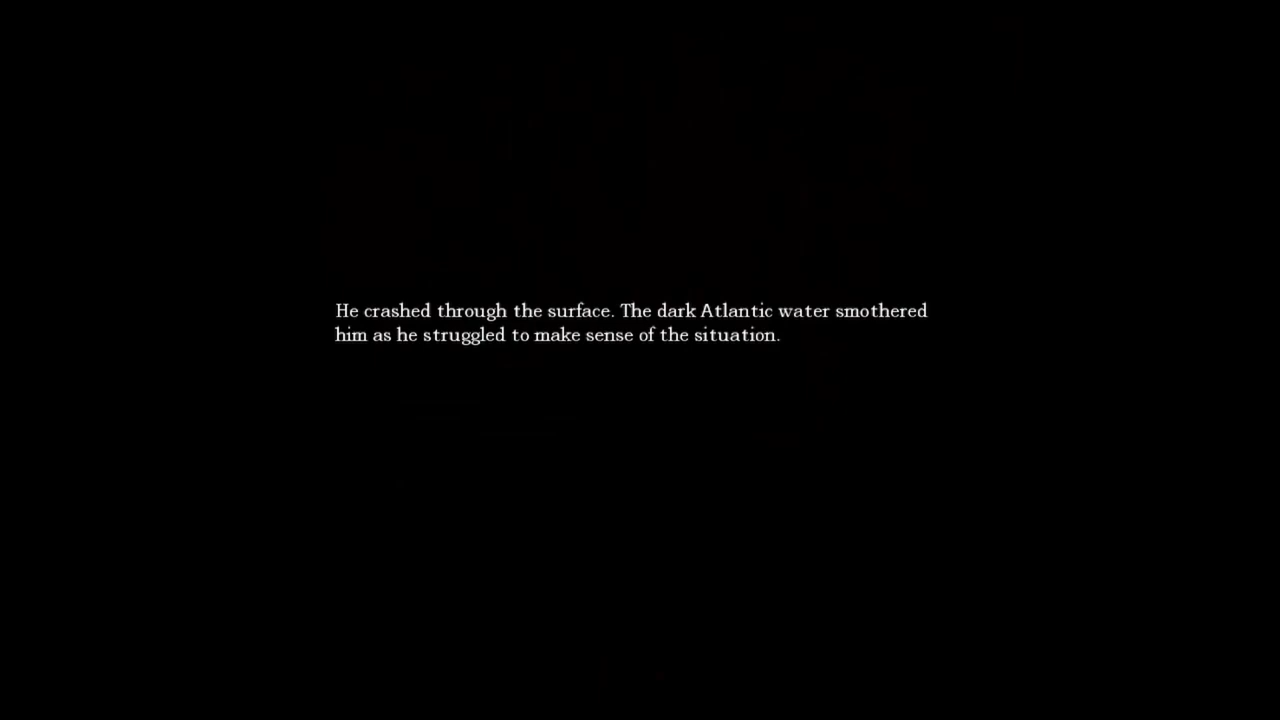 He crashed through the surface. The dark Atlantic water smothered
him as he struggled to make sense of the situation.